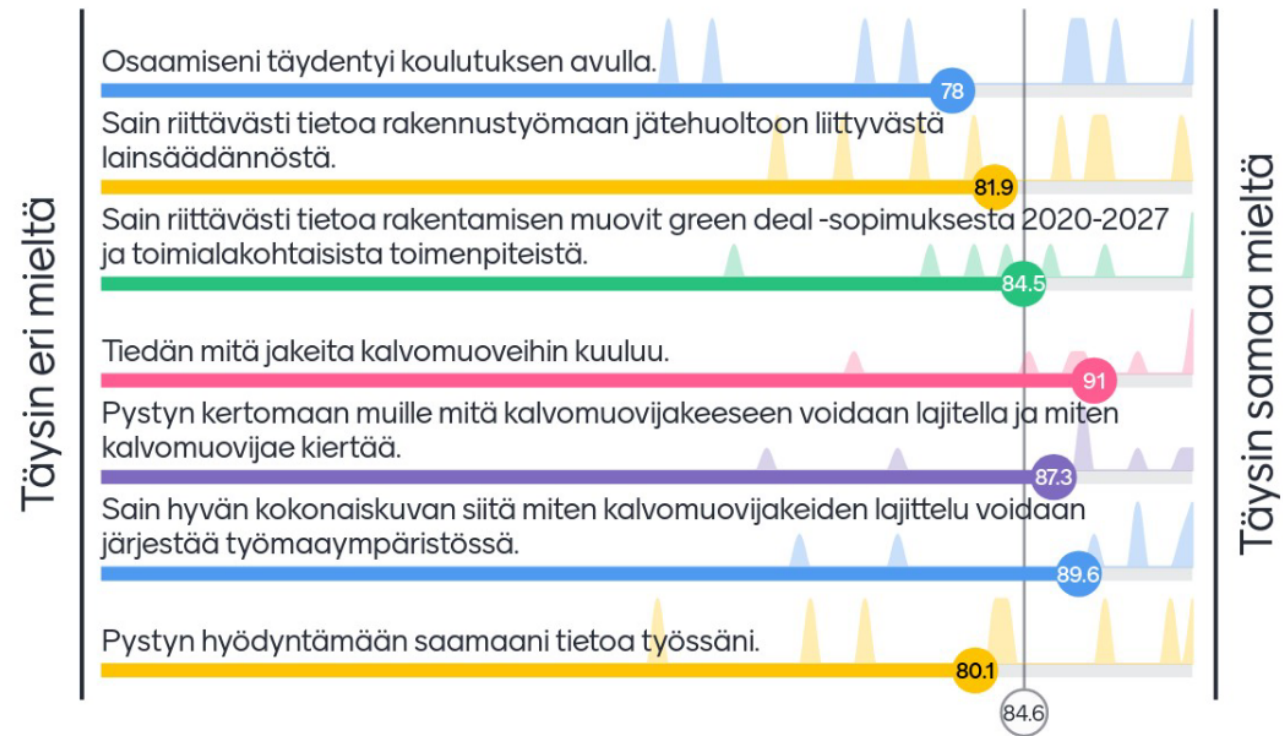 Täysin eri mieltä
Osaamiseni täydentyi koulutuksen avulla.
78
Sain riittävästi tietoa rakennustyömaan jätehuoltoon liittyvästä
lainsäädännöstä.
81.9
Sain riittävästi tietoa rakentamisen muovit green deal -sopimuksesta 2020-2027
ja toimialakohtaisista toimenpiteistä.
84.5
Tiedän mitä jakeita kalvomuoveihin kuuluu.
91
Pystyn kertomaan muille mitä kalvomuovijakeeseen voidaan lajitella ja miten
kalvomuovijae kiertää.
87.3
Sain hyvän kokonaiskuvan siitä miten kalvomuovijakeiden lajittelu voidaan
järjestää työmaaympäristössä.
89.6
Pystyn hyödyntämään saamaani tietoa työssäni.
80.1
84.6
Täysin samaa mieltä